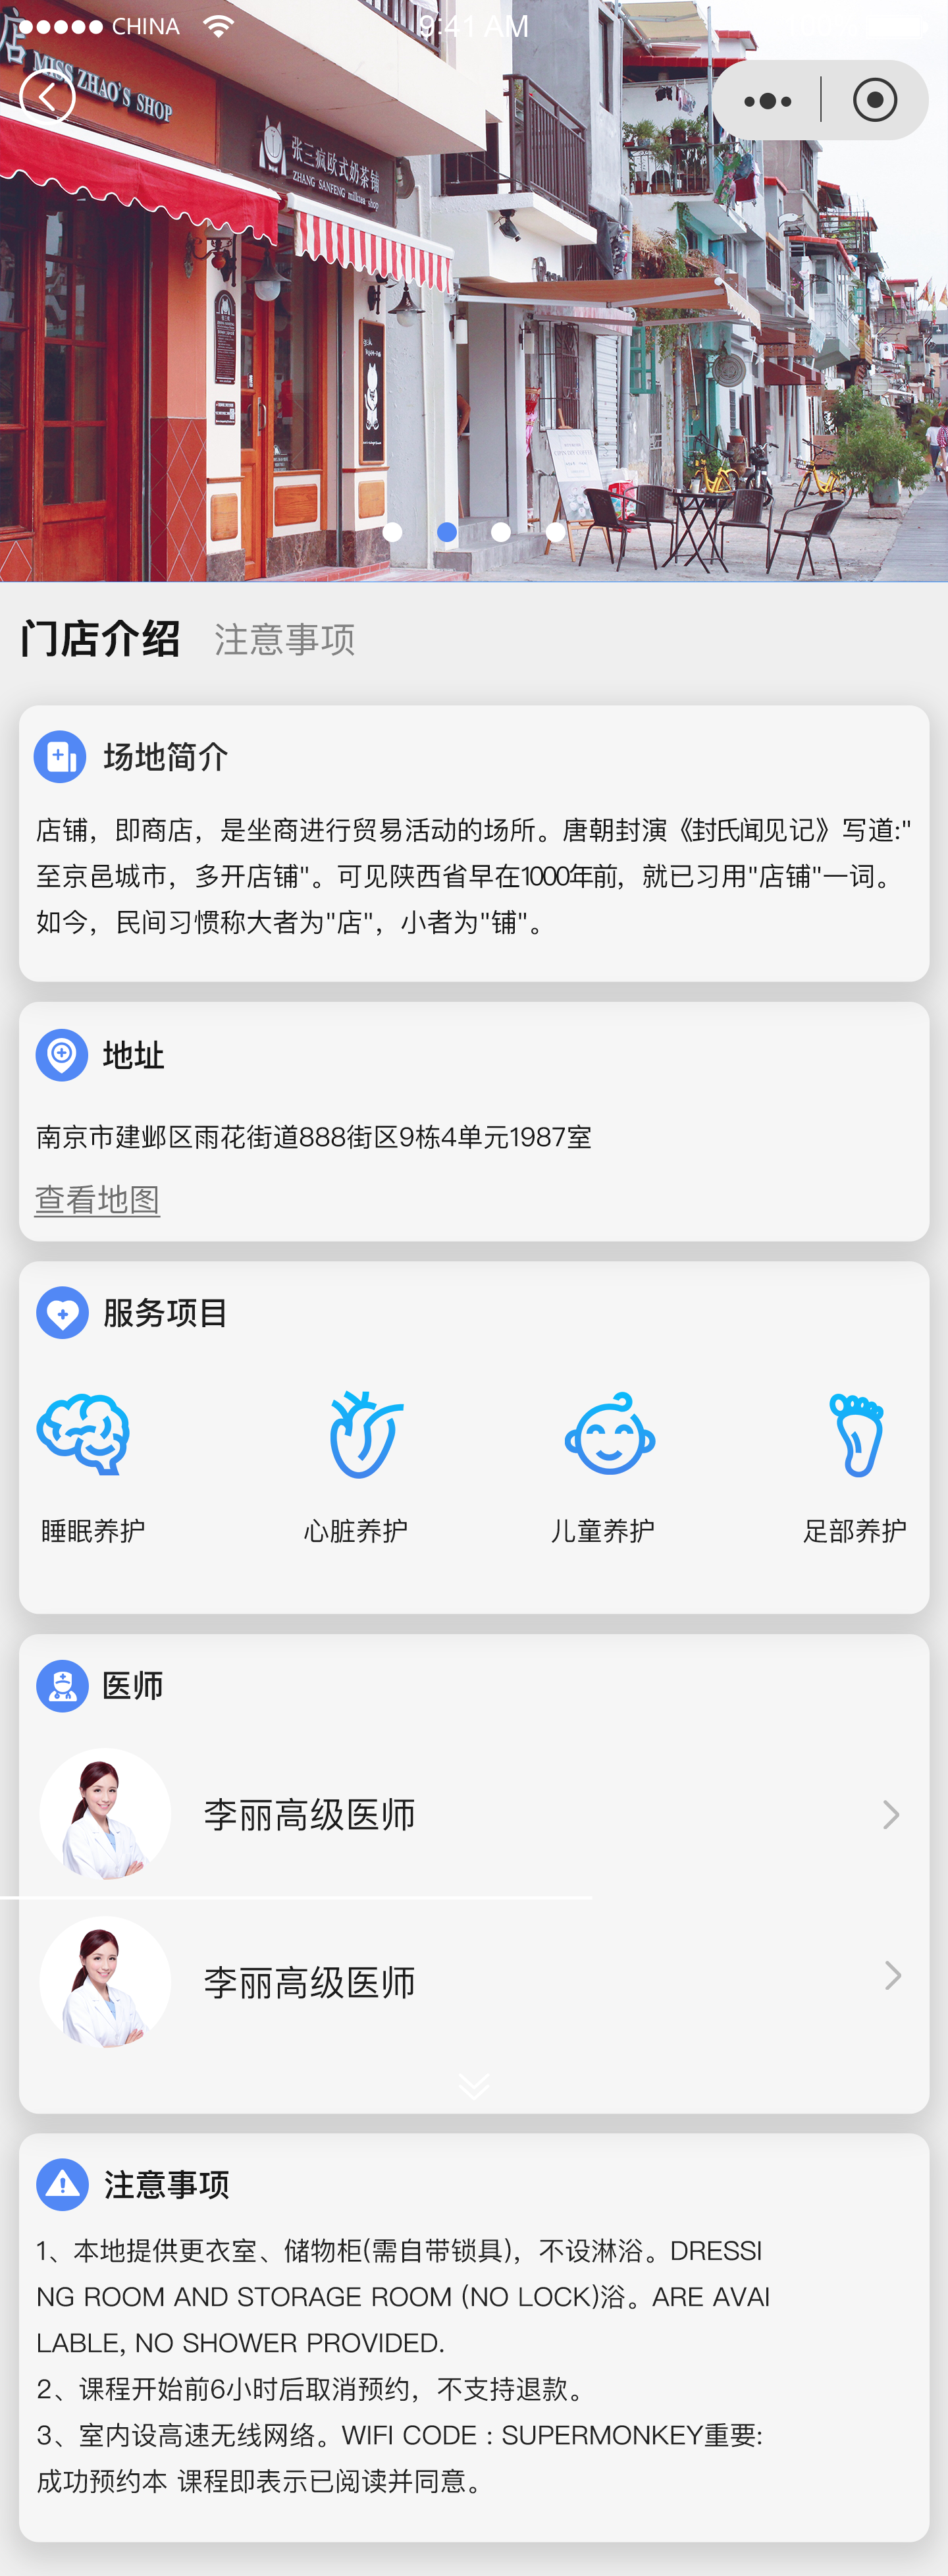 CHINA
9:41 AM
店
MISS ZHAO'S SHOP
张三疯欧式奶茶铺
ZHANG SANFENG milktea shop
门店介绍 注意事项
场地简介
店铺，即商店，是坐商进行贸易活动的场所。唐朝封演《封氏闻见记》写道:"
至京邑城市，多开店铺"。可见陕西省早在1000年前，就已习用"店铺"一词。
如今，民间习惯称大者为"店"，小者为"铺"。
地址
南京市建邺区雨花街道888街区9栋4单元1987室
查看地图
服务项目
睡眠养护 心脏养护 儿童养护 足部养护
医师
李丽高级医师
李丽高级医师
注意事项
1、本地提供更衣室、储物柜(需自带锁具)，不设淋浴。DRESSI
NG ROOM AND STORAGE ROOM (NO LOCK)浴。ARE AVAI
LABLE, NO SHOWER PROVIDED.
2、课程开始前6小时后取消预约，不支持退款。
3、室内设高速无线网络。WIFI CODE : SUPERMONKEY重要:
成功预约本 课程即表示已阅读并同意。